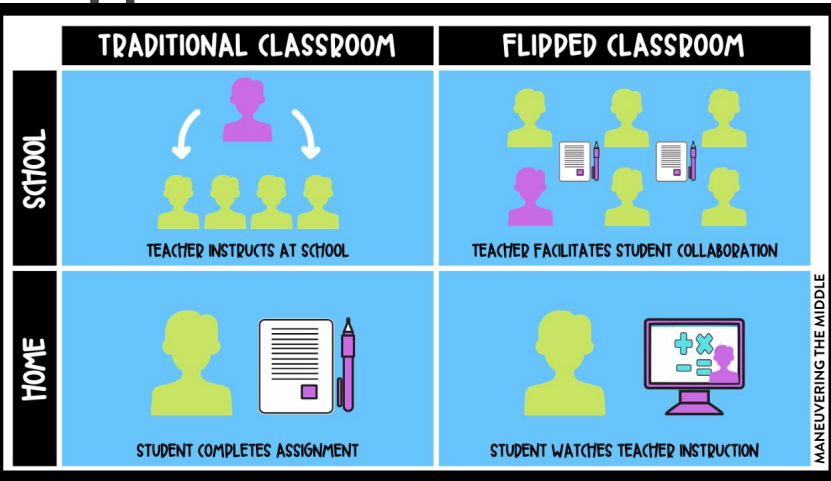 TRADITIONAL CLASSROOM
FLIPPED CLASSROOM
SCHOOL
TEACHER INSTRUCTS AT SCHOOL
TEACHER FACILITATES STUDENT COLLABORATION
HOME
STUDENT COMPLETES ASSIGNMENT
STUDENT WATCHES TEACHER INSTRUCTION
MANEUVERING THE MIDDLE